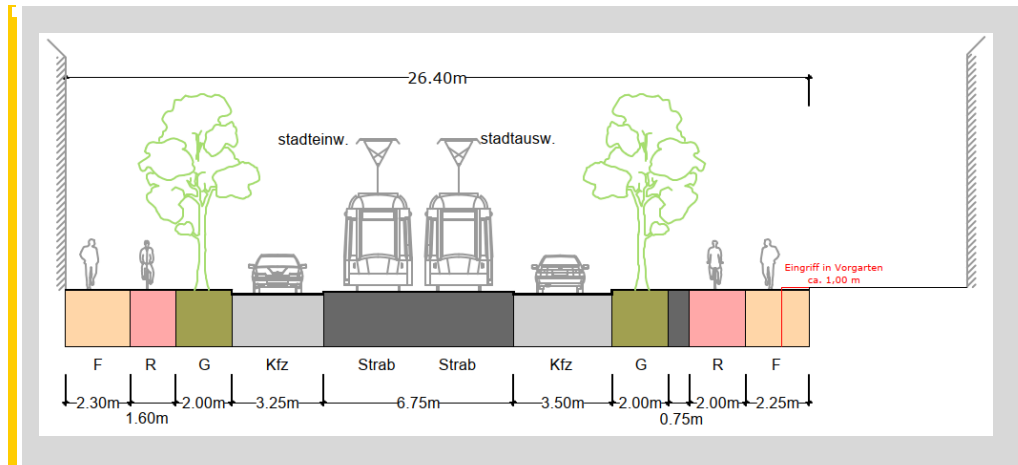 26.40m
stadteinw. stadtausw.
Eingriff in Vorgarten
ca. 1,00 m
F R G Kfz Strab Strab Kfz G R F
2.30m 2.00m 3.25m 6.75m 3.50m 2.00m 2.00m 2.25m
1.60m 0.75m